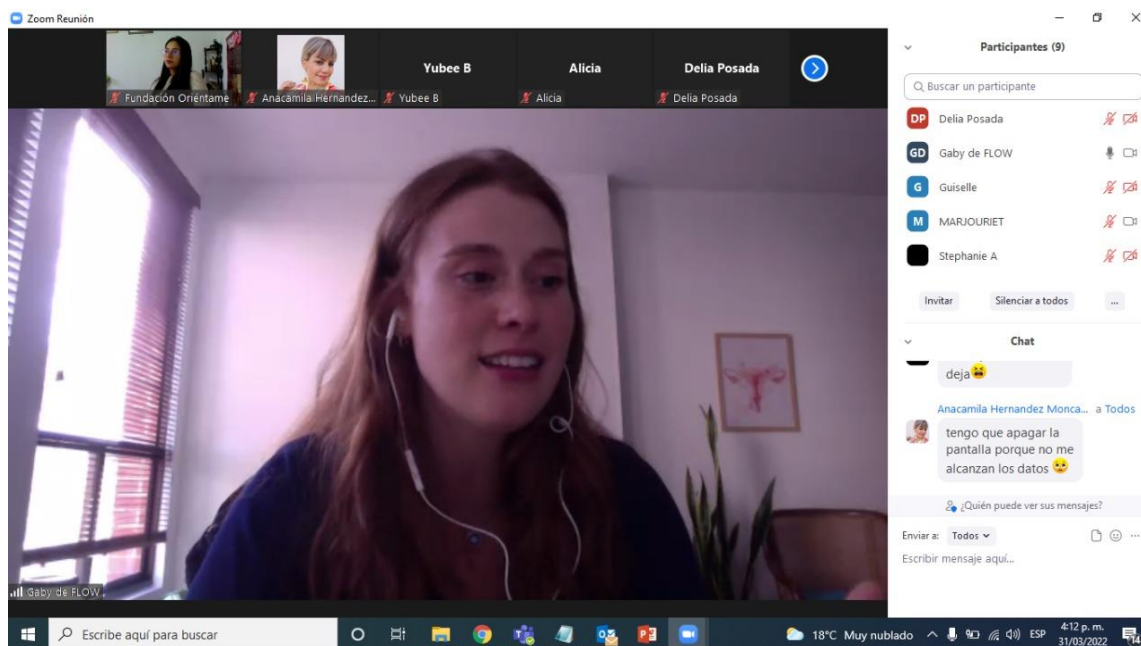 Zoom Reunión
Fundación Oriéntame
Anacamila Hernandez...
Yubee B
Yubee B
Alicia
Alicia
Delia Posada
Delia Posada
Gaby de FLOW
Participantes (9)
Buscar un participante
DP Delia Posada
GD Gaby de FLOW
G Guiselle
M MARJOURIET
Stephanie A
Invitar
Silenciar a todos
...
Chat
deja😫
Anacamila Hernandez Monca... a Todos
tengo que apagar la
pantalla porque no me
alcanzan los datos 🥺
¿Quién puede ver sus mensajes?
Enviar a: Todos
Escribir mensaje aquí...
Escribe aquí para buscar
18°C Muy nublado
ESP
4:12 p. m.
31/03/2022
14